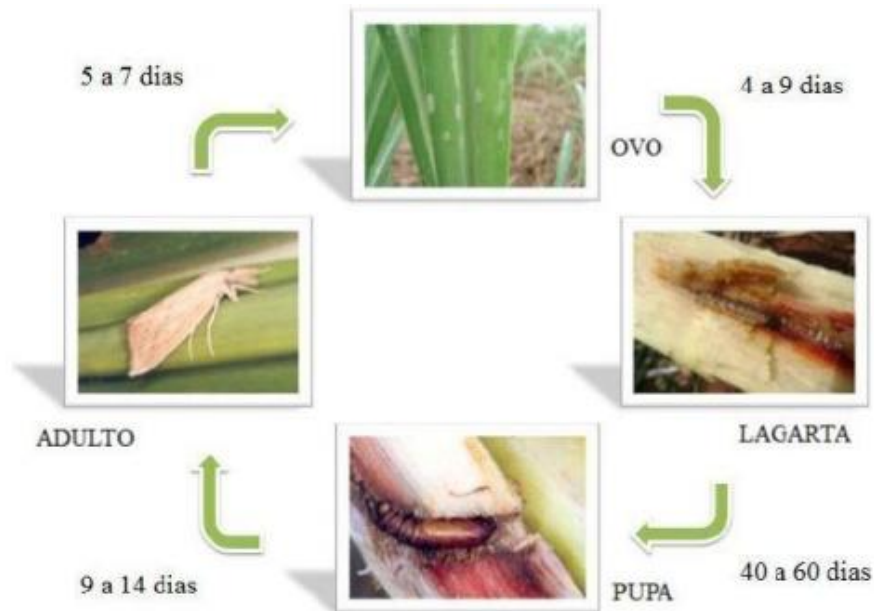 5 a 7 dias
4 a 9 dias
OVO
ADULTO
LAGARTA
9 a 14 dias
PUPA
40 a 60 dias